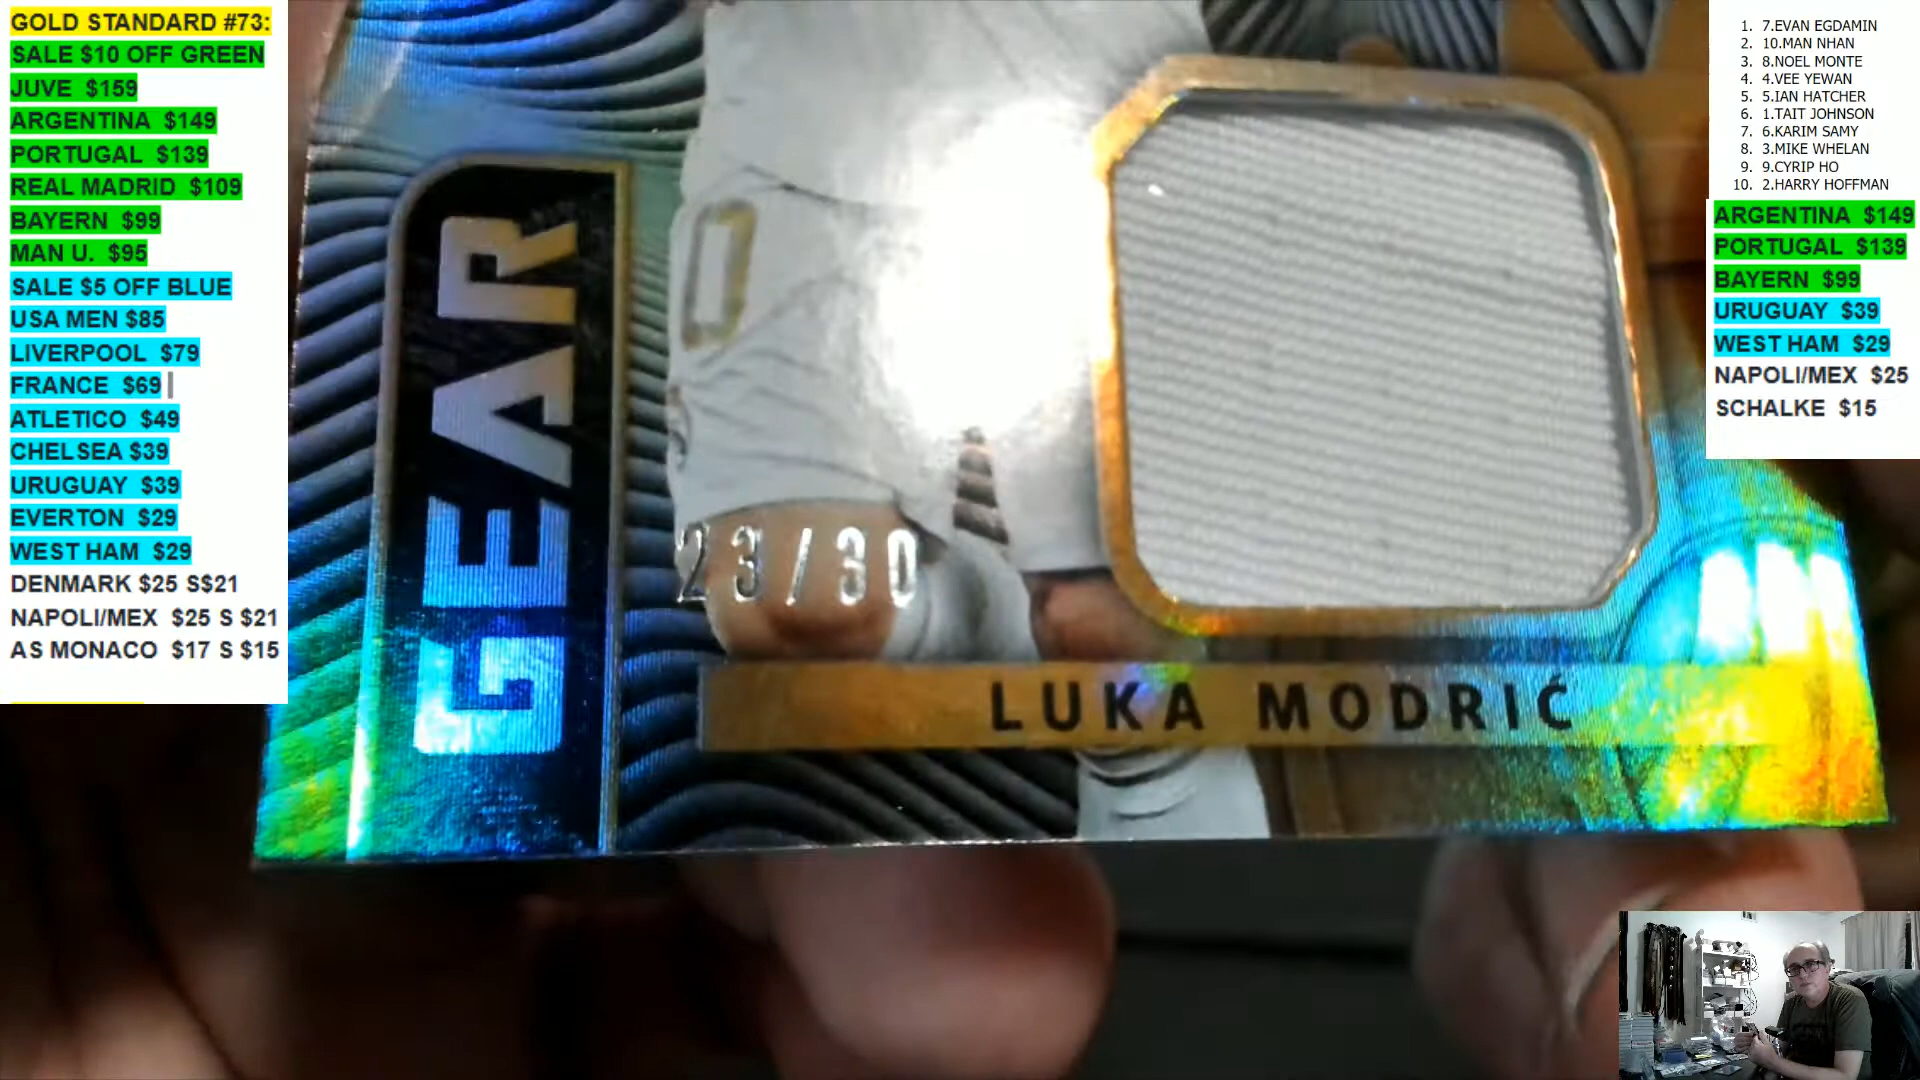 GOLD STANDARD #73:
SALE $10 OFF GREEN
JUVE $159
ARGENTINA $149
PORTUGAL $139
REAL MADRID $109
BAYERN $99
MAN U. $95
SALE $5 OFF BLUE
USA MEN $85
LIVERPOOL $79
FRANCE $69
ATLETICO $49
CHELSEA $39
URUGUAY $39
EVERTON $29
WEST HAM $29
DENMARK $25 S$21
NAPOLI/MEX $25 S $21
AS MONACO $17 S $15
GEAR
23/30
LUKA MODRIĆ
1. 7.EVAN EGDAMIN
2. 10.MAN NHAN
3. 8.NOEL MONTE
4. 4.VEE YEWAN
5. 5.IAN HATCHER
6. 1.TAIT JOHNSON
7. 6.KARIM SAMY
8. 3.MIKE WHELAN
9. 9.CYRIP HO
10. 2.HARRY HOFFMAN
ARGENTINA $149
PORTUGAL $139
BAYERN $99
URUGUAY $39
WEST HAM $29
NAPOLI/MEX $25
SCHALKE $15